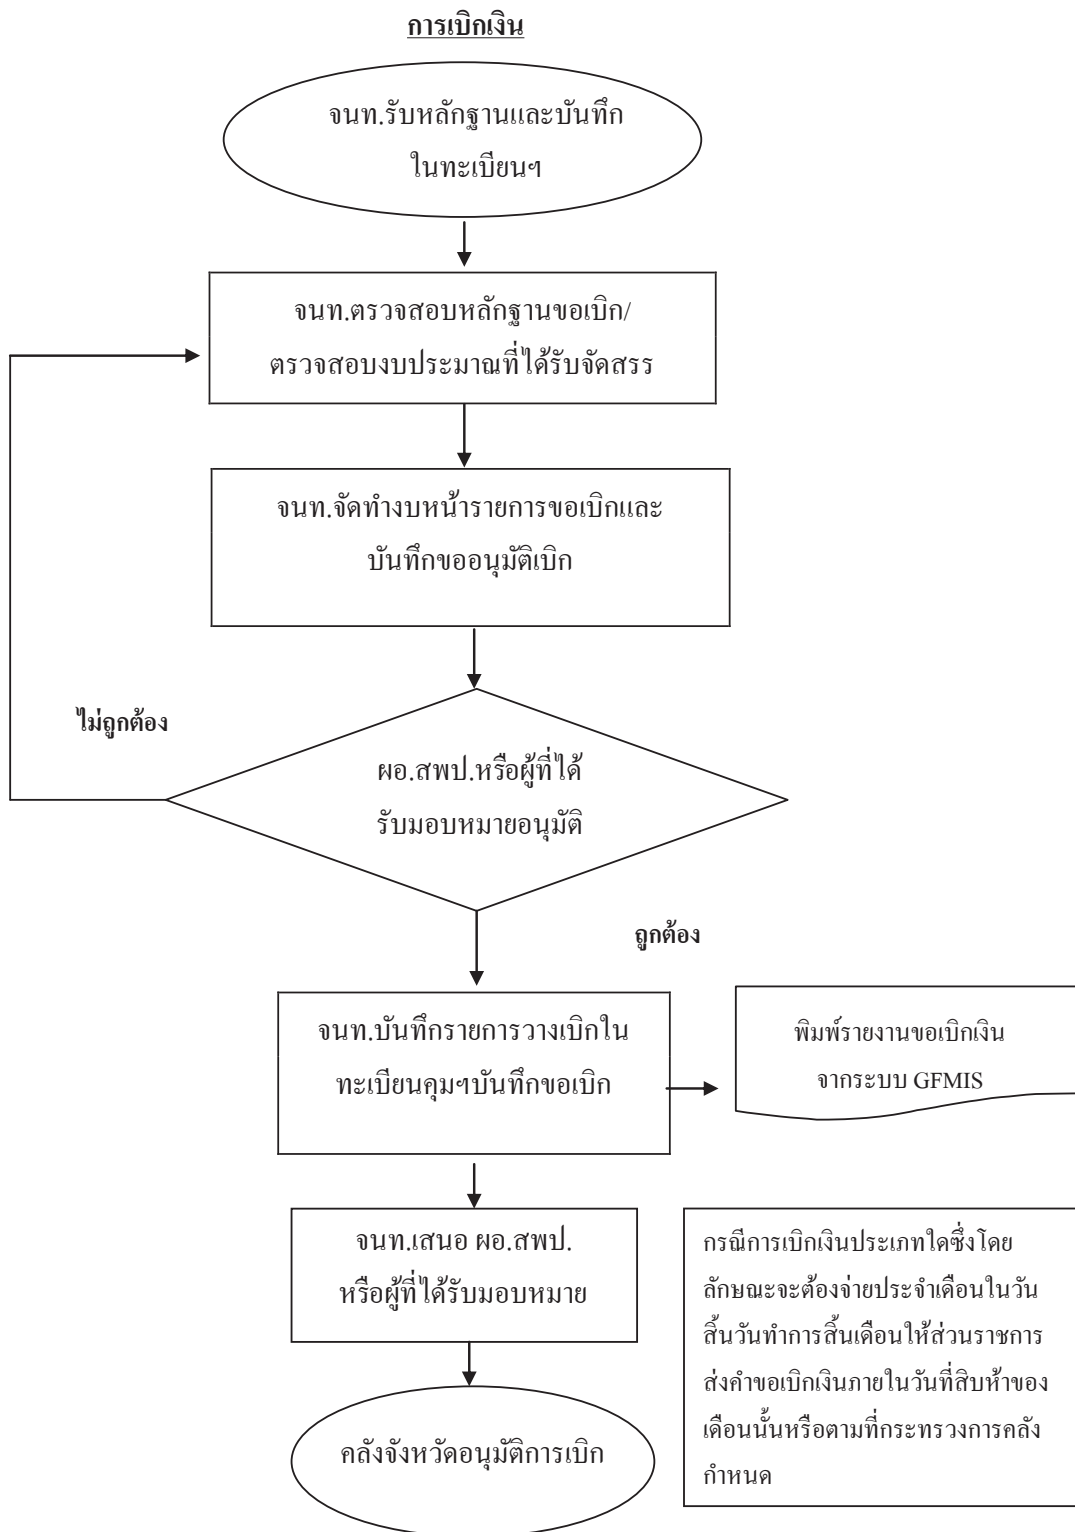 การเบิกเงิน
จนท.รับหลักฐานและบันทึก
ในทะเบียนฯ
จนท.ตรวจสอบหลักฐานขอเบิก/
ตรวจสอบงบประมาณที่ได้รับจัดสรร
จนท.จัดทำงบหน้ารายการขอเบิกและ
บันทึกขออนุมัติเบิก
ไม่ถูกต้อง
ผอ.สพป.หรือผู้ที่ได้
รับมอบหมายอนุมัติ
ถูกต้อง
จนท.บันทึกรายการวางเบิกใน
ทะเบียนคุมฯบันทึกขอเบิก
พิมพ์รายงานขอเบิกเงิน
จากระบบ GFMIS
จนท.เสนอ ผอ.สพป.
หรือผู้ที่ได้รับมอบหมาย
กรณีการเบิกเงินประเภทใดซึ่งโดย
ลักษณะจะต้องจ่ายประจำเดือนในวัน
สิ้นวันทำการสิ้นเดือนให้ส่วนราชการ
ส่งคำขอเบิกเงินภายในวันที่สิบห้าของ
เดือนนั้นหรือตามที่กระทรวงการคลัง
กำหนด
คลังจังหวัดอนุมัติการเบิก